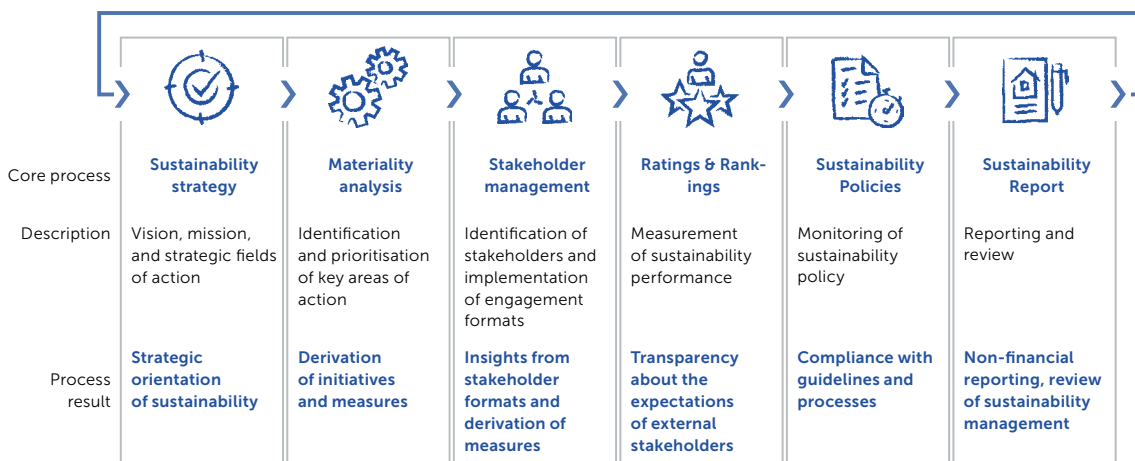 Core process
Sustainability
strategy
Materiality
analysis
Stakeholder
management
Ratings & Rank-
ings
Sustainability
Policies
Sustainability
Report
Description
Vision, mission,
and strategic fields
of action
Identification
and prioritisation
of key areas of
action
Identification of
stakeholders and
implementation
of engagement
formats
Measurement
of sustainability
performance
Monitoring of
sustainability
policy
Reporting and
review
Process
result
Strategic
orientation
of sustainability
Derivation
of initiatives
and measures
Insights from
stakeholder
formats and
derivation of
measures
Transparency
about the
expectations
of external
stakeholders
Compliance with
guidelines and
processes
Non-financial
reporting, review
of sustainability
management